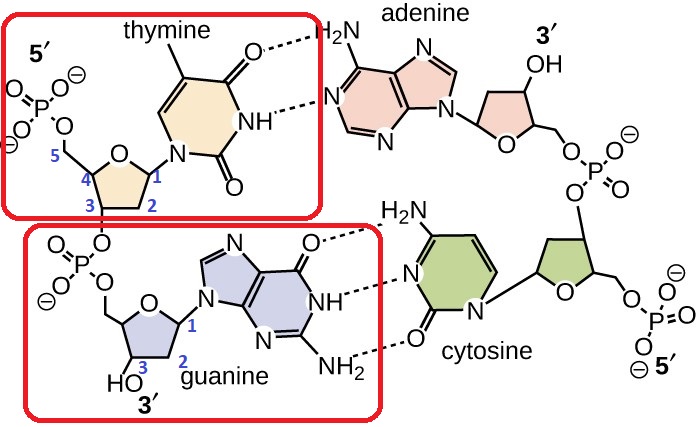 thymine
adenine
5′
3′
O
H2N
N
OH
O
O
⊖
P
O
⊖
O
N
NH
N
N
N
5
O
O
O
4
1
N
O
O
⊖
P
O
3
2
O
O
H2N
O
O
P
O
⊖
O
N
O
N
NH
N
O
N
1
N
O
O
⊖
P
O
O
⊖
5′
3
2
N
NH2
O
cytosine
HO
guanine
3′